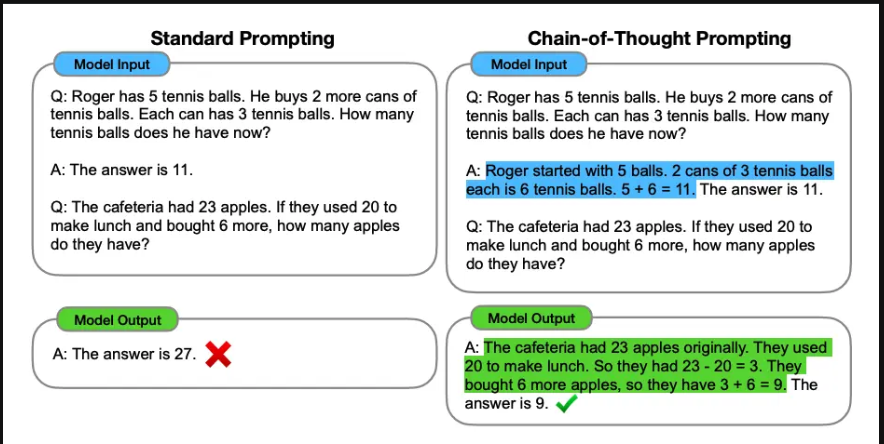 Standard Prompting
Model Input
Q: Roger has 5 tennis balls. He buys 2 more cans of
tennis balls. Each can has 3 tennis balls. How many
tennis balls does he have now?
A: The answer is 11.
Q: The cafeteria had 23 apples. If they used 20 to
make lunch and bought 6 more, how many apples
do they have?
Model Output
A: The answer is 27.
Chain-of-Thought Prompting
Model Input
Q: Roger has 5 tennis balls. He buys 2 more cans of
tennis balls. Each can has 3 tennis balls. How many
tennis balls does he have now?
A: Roger started with 5 balls. 2 cans of 3 tennis balls
each is 6 tennis balls. 5 + 6 = 11. The answer is 11.
Q: The cafeteria had 23 apples. If they used 20 to
make lunch and bought 6 more, how many apples
do they have?
Model Output
A: The cafeteria had 23 apples originally. They used
20 to make lunch. So they had 23 - 20 = 3. They
bought 6 more apples, so they have 3 + 6 = 9. The
answer is 9.